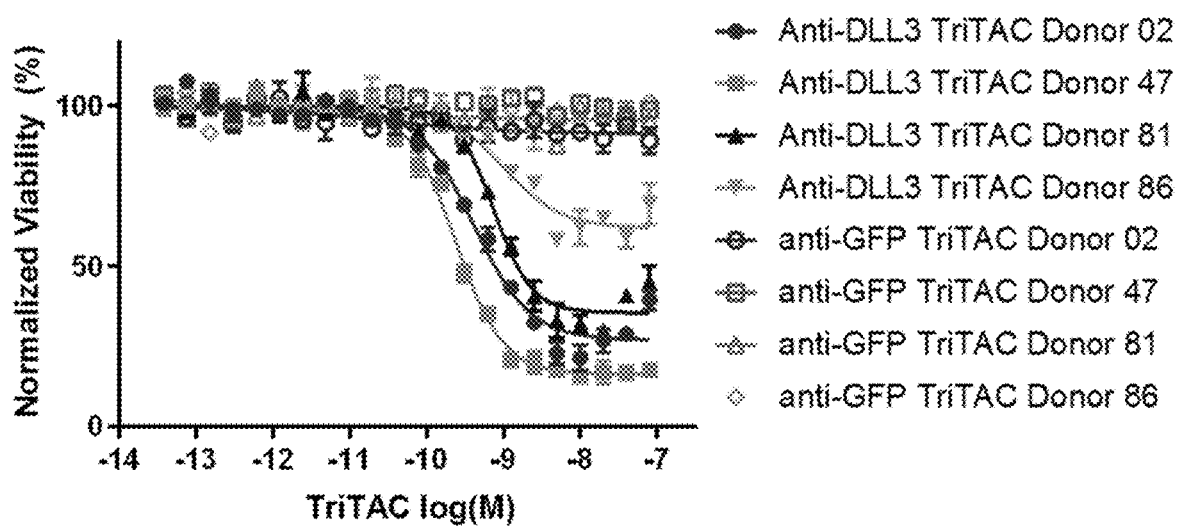 Normalized Viability (%)
100
50
0
-14 -13 -12 -11 -10 -9 -8 -7
TriTAC log(M)
Anti-DLL3 TriTAC Donor 02
Anti-DLL3 TriTAC Donor 47
Anti-DLL3 TriTAC Donor 81
Anti-DLL3 TriTAC Donor 86
anti-GFP TriTAC Donor 02
anti-GFP TriTAC Donor 47
anti-GFP TriTAC Donor 81
anti-GFP TriTAC Donor 86